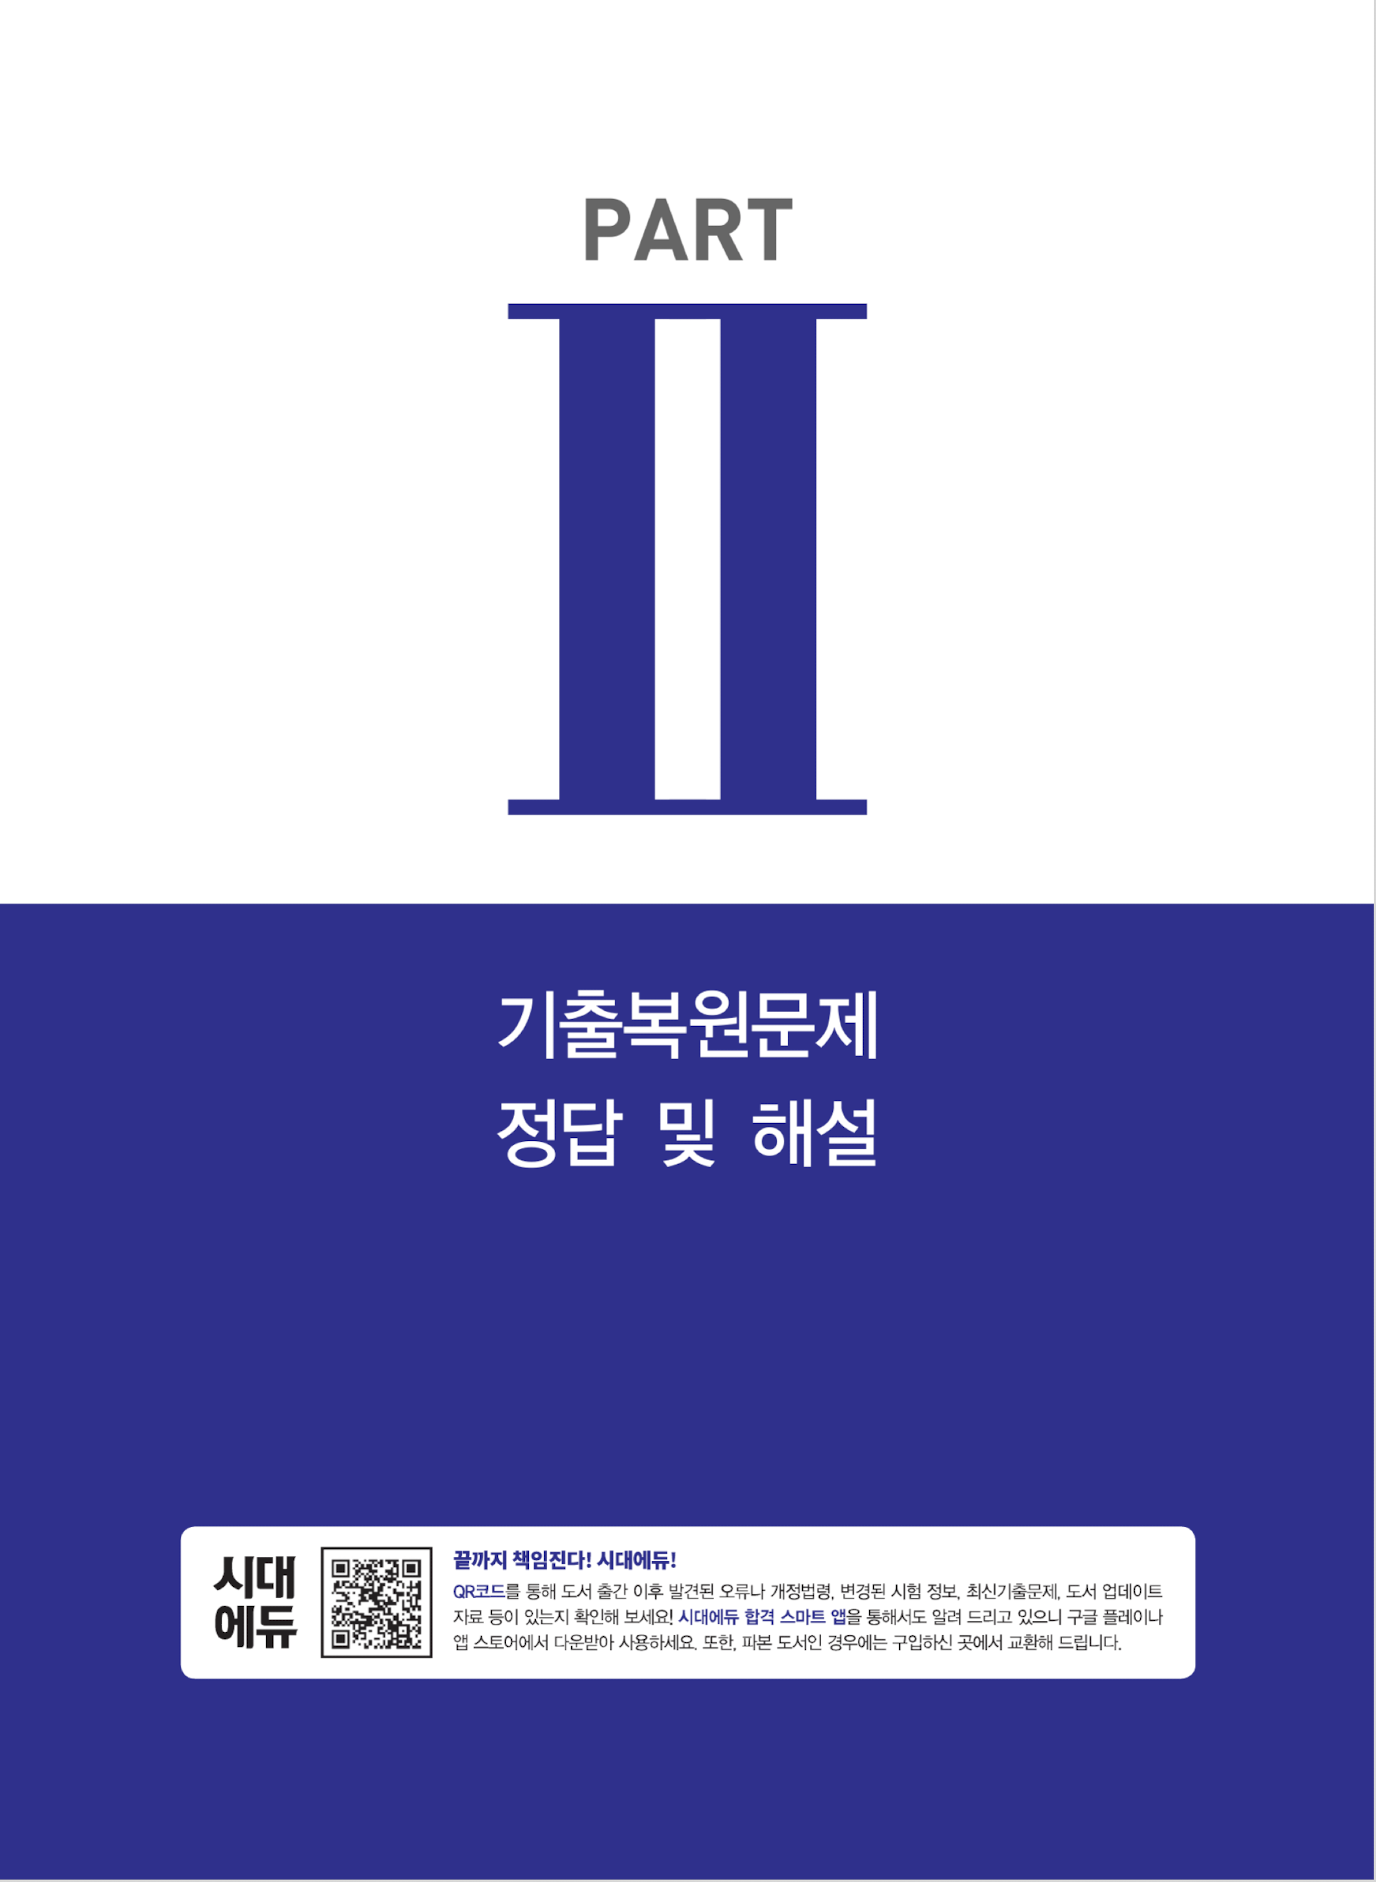 PART
II
기출복원문제
정답 및 해설
시대
에듀
끝까지 책임진다! 시대에듀!
QR코드를 통해 도서 출간 이후 발견된 오류나 개정법령, 변경된 시험 정보, 최신기출문제, 도서 업데이트
자료 등이 있는지 확인해 보세요! 시대에듀 합격 스마트 앱을 통해서도 알려 드리고 있으니 구글 플레이나
앱 스토어에서 다운받아 사용하세요. 또한, 파본 도서인 경우에는 구입하신 곳에서 교환해 드립니다.